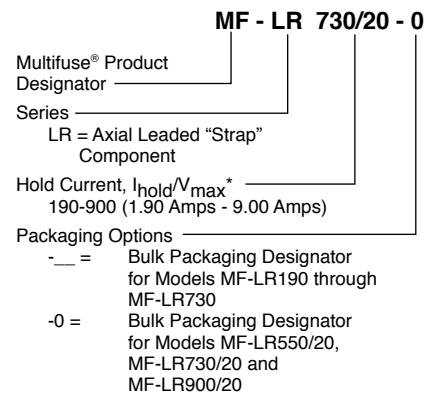 MF - LR 730/20 - 0
Multifuse® Product
Designator
Series
LR = Axial Leaded “Strap”
Component
Hold Current, Ihold/Vmax*
190-900 (1.90 Amps - 9.00 Amps)
Packaging Options
-__ = Bulk Packaging Designator
for Models MF-LR190 through
MF-LR730
-0 = Bulk Packaging Designator
for Models MF-LR550/20,
MF-LR730/20 and
MF-LR900/20